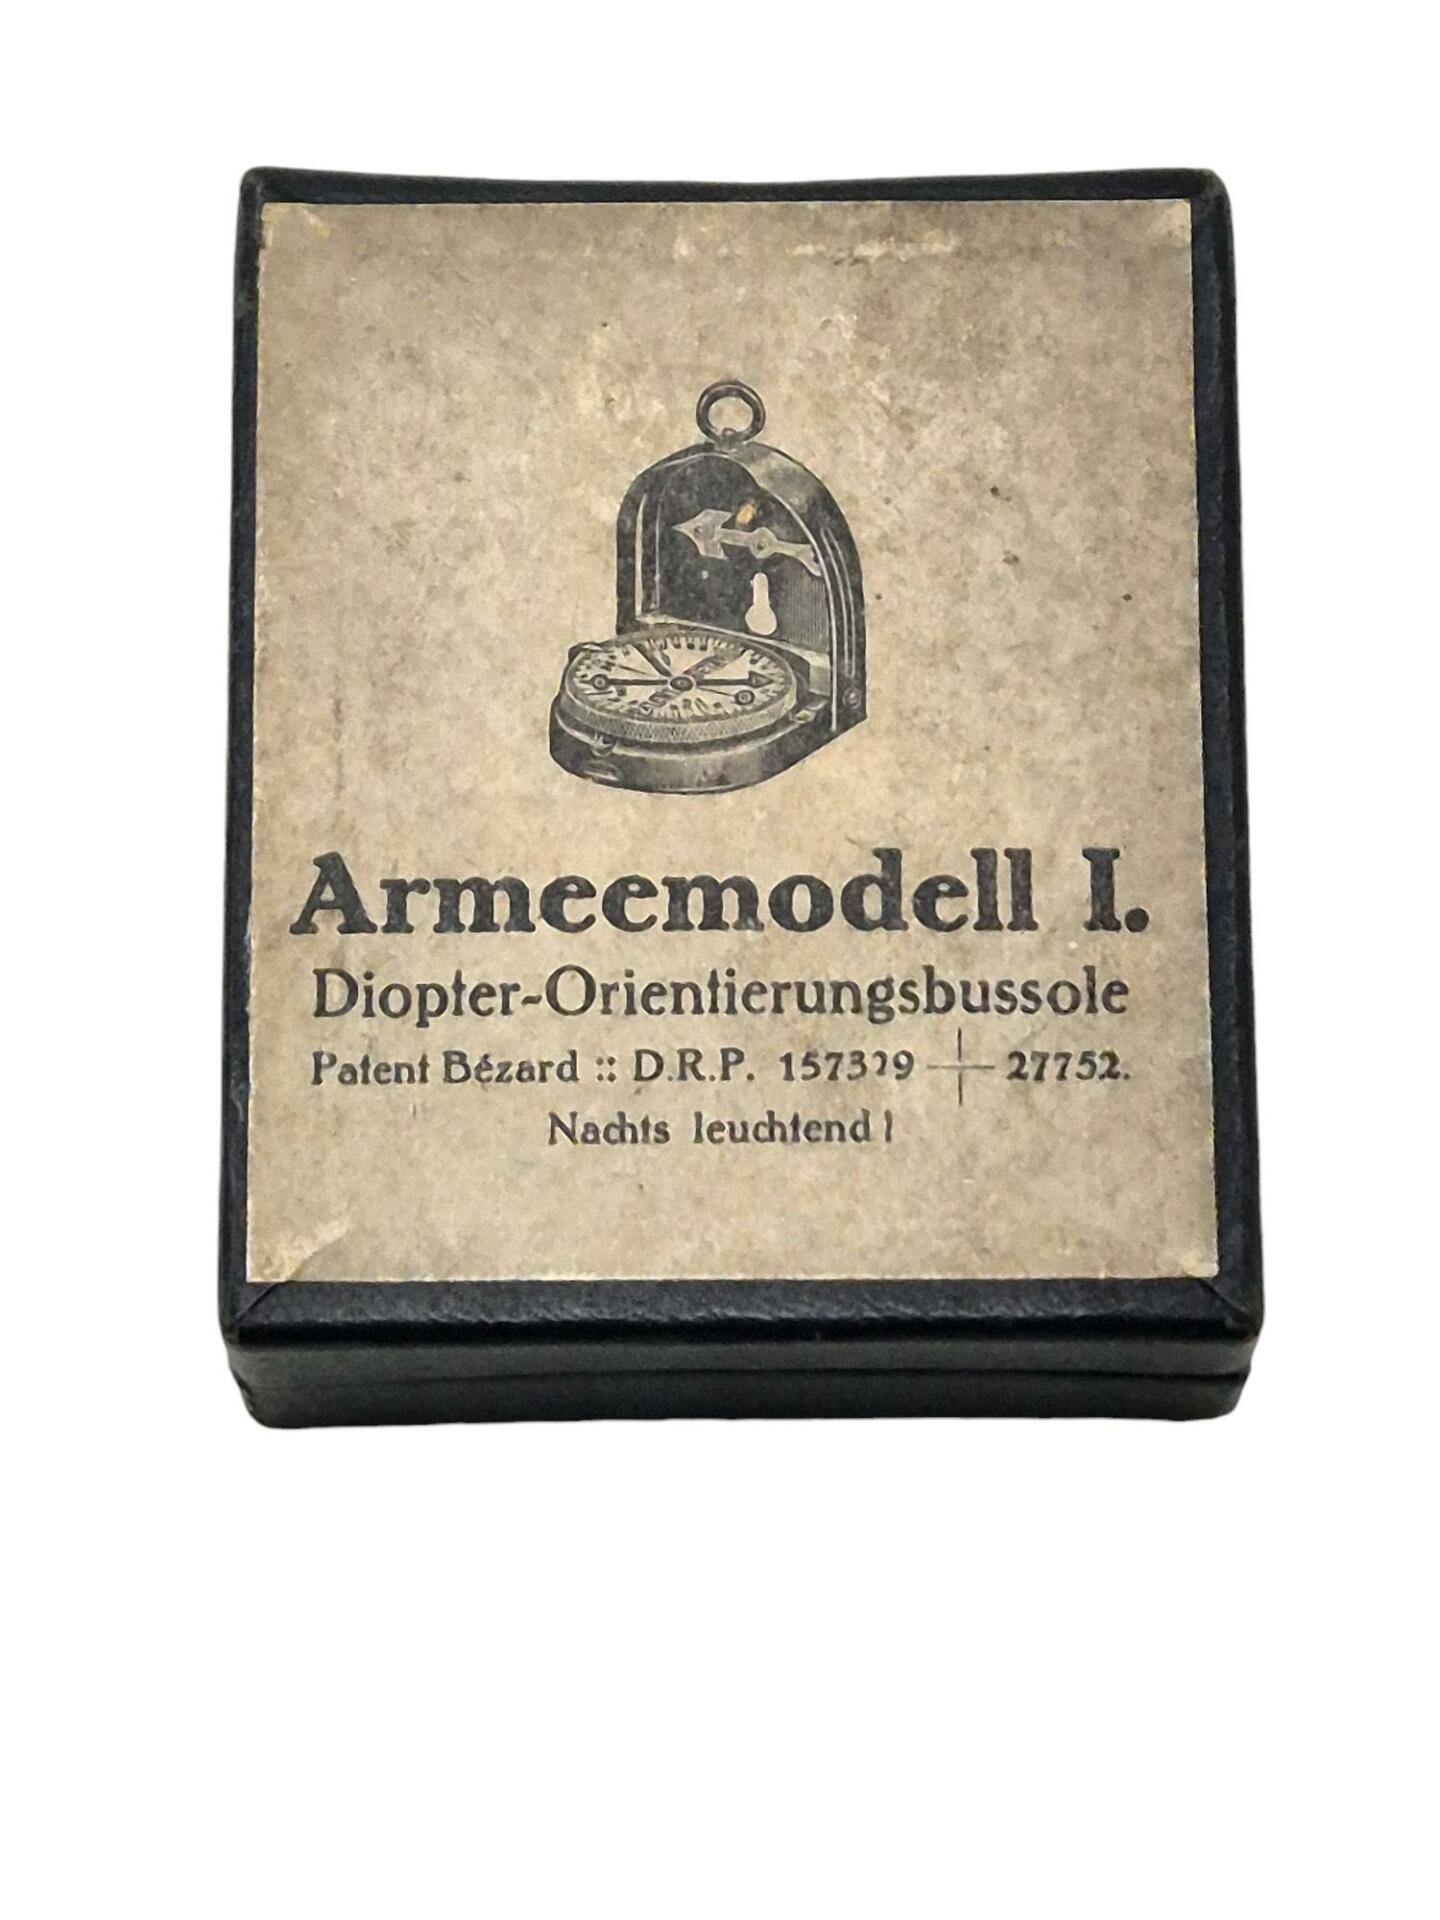 Armeemodell I.
Diopter-Orientierungsbussole
Patent Bézard :: D.R.P. 157329 + 27752.
Nachts leuchtend!